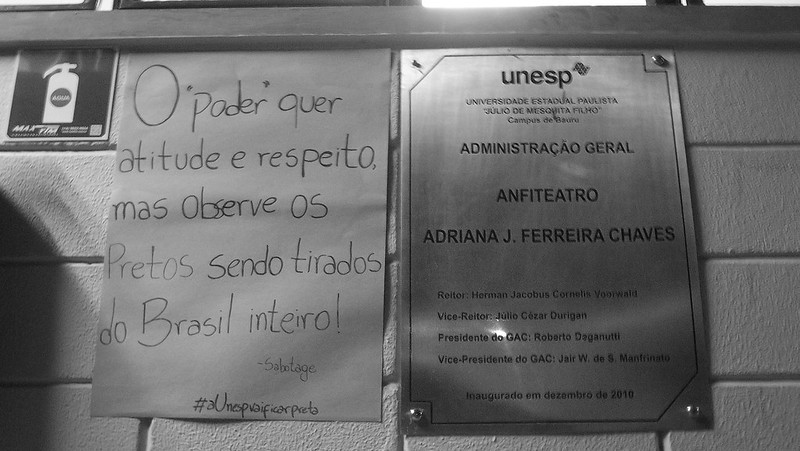 ÁGUA
MAX
O "poder" quer
atitude e respeito,
mas observe os
Pretos sendo tirados
do Brasil inteiro!
-Sabotage
#aUnespvaificarpreta
unesp
UNIVERSIDADE ESTADUAL PAULISTA
"JÚLIO DE MESQUITA FILHO"
Campus de Bauru
ADMINISTRAÇÃO GERAL
ANFITEATRO
ADRIANA J. FERREIRA CHAVES
Reitor: Herman Jacobus Cornelis Voorwald
Vice-Reitor: Júlio Cézar Durigan
Presidente do GAC: Roberto Deganutti
Vice-Presidente do GAC: Jair W. de S. Manfrinato
Inaugurado em dezembro de 2010